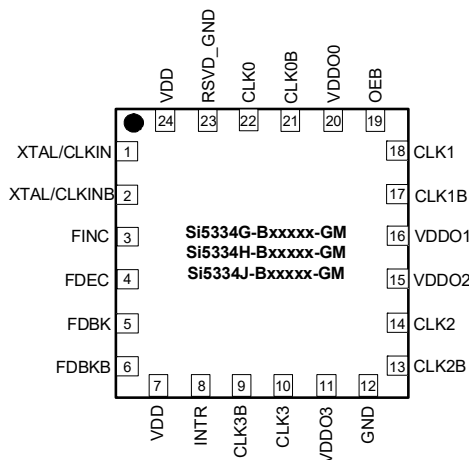 VDD
RSVD_GND
CLK0
CLK0B
VDDO0
OEB
24
23
22
21
20
19
XTAL/CLKIN 1
18 CLK1
XTAL/CLKINB 2
17 CLK1B
FINC 3
16 VDDO1
FDEC 4
15 VDDO2
FDBK 5
14 CLK2
FDBKB 6
13 CLK2B
Si5334G-Bxxxxx-GM
Si5334H-Bxxxxx-GM
Si5334J-Bxxxxx-GM
7
8
9
10
11
12
VDD
INTR
CLK3B
CLK3
VDDO3
GND